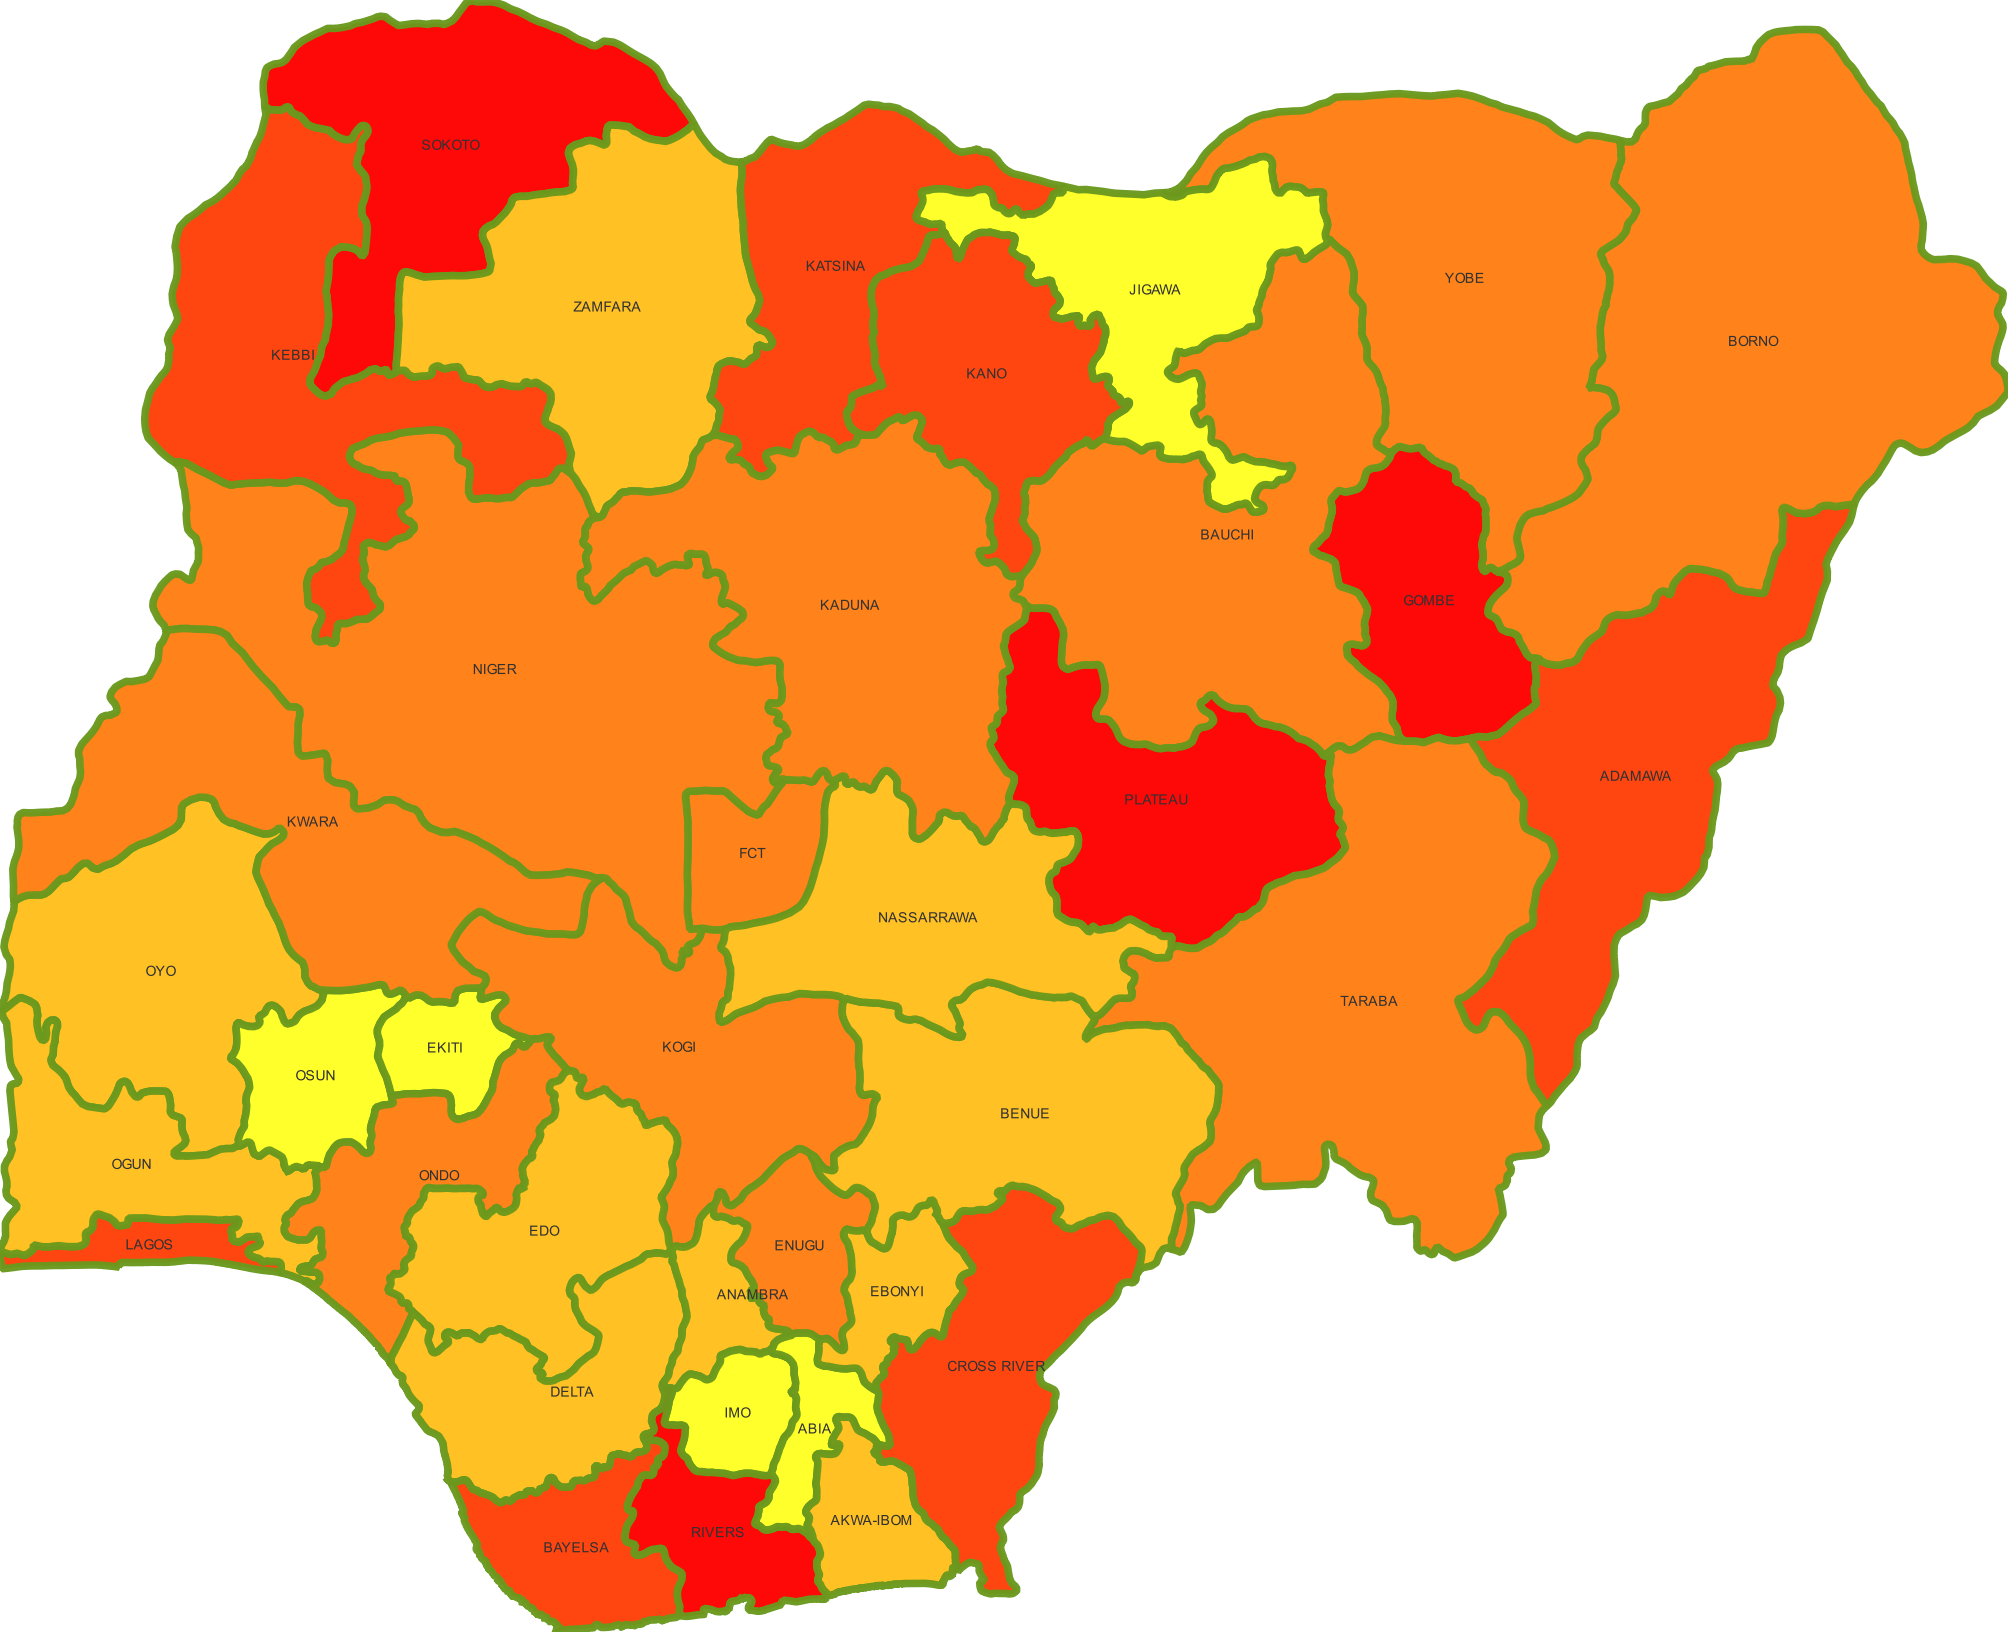 SOKOTO
KATSINA
YOBE
JIGAWA
ZAMFARA
BORNO
KEBBI
KANO
BAUCHI
GOMBE
KADUNA
NIGER
ADAMAWA
PLATEAU
KWARA
FCT
NASSARRAWA
OYO
TARABA
KOGI
EKITI
OSUN
BENUE
OGUN
ONDO
EDO
LAGOS
ENUGU
EBONYI
ANAMBRA
CROSS RIVER
DELTA
IMO
ABIA
AKWA-IBOM
RIVERS
BAYELSA